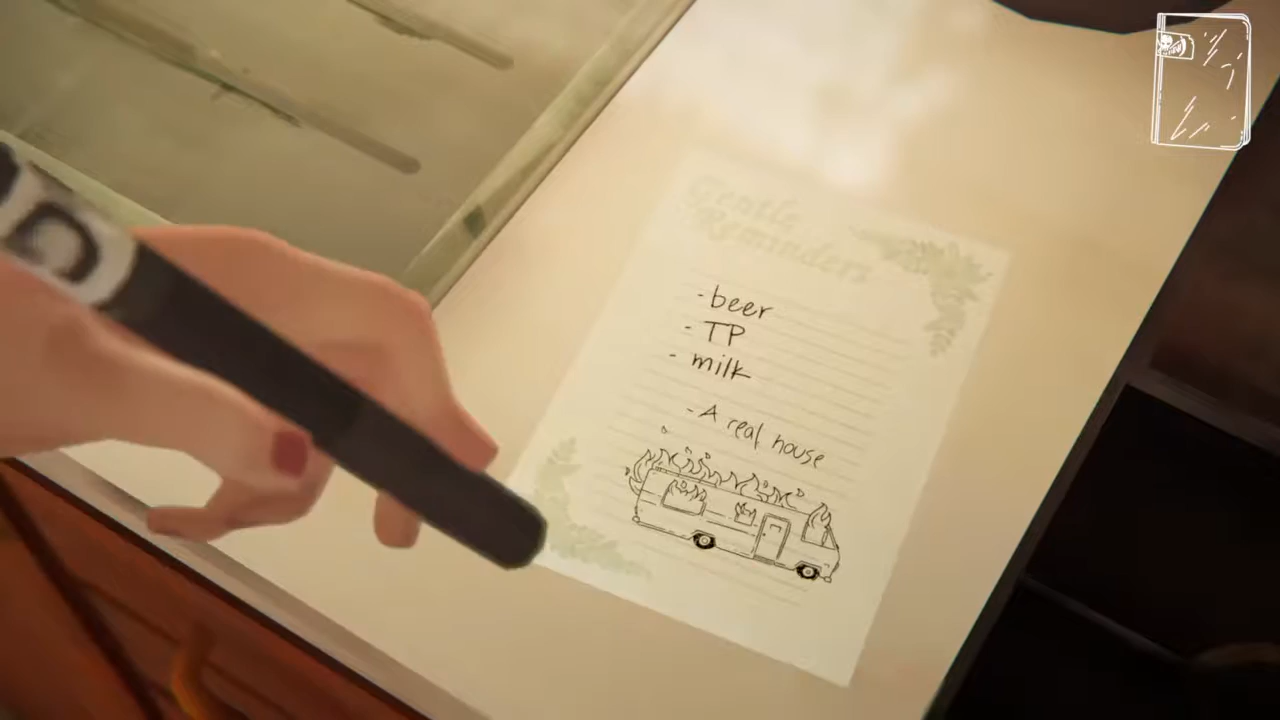 Gentle
Reminders
-beer
- TP
- milk
- A real house